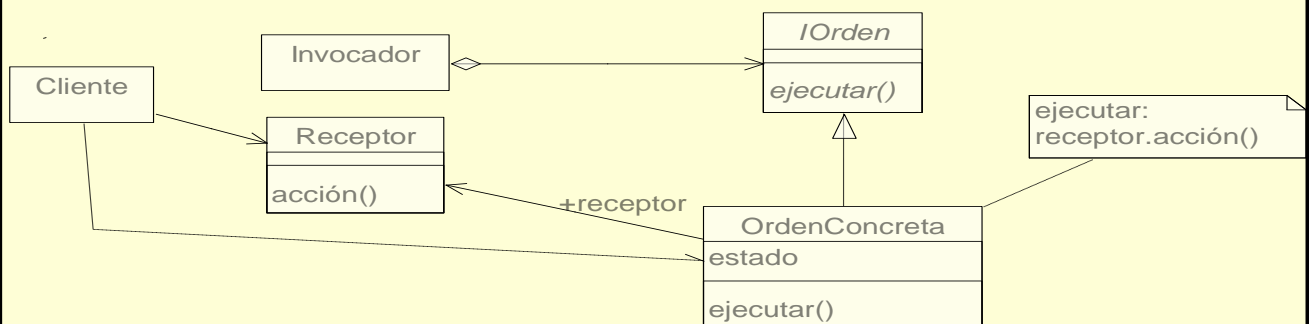 IOrden
ejecutar()
Invocador
Cliente
Receptor
acción()
ejecutar:
receptor.acción()
+receptor
OrdenConcreta
estado
ejecutar()